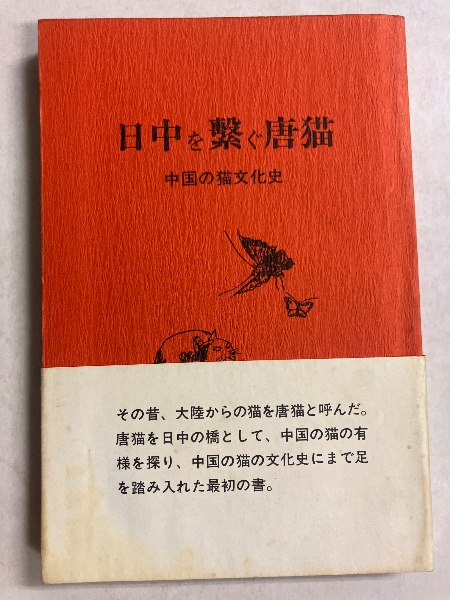 日中を繋ぐ唐猫
中国の猫文化史
その昔、大陸からの猫を唐猫と呼んだ。
唐猫を日中の橋として、中国の猫の有
様を探り、中国の猫の文化史にまで足
を踏み入れた最初の書。